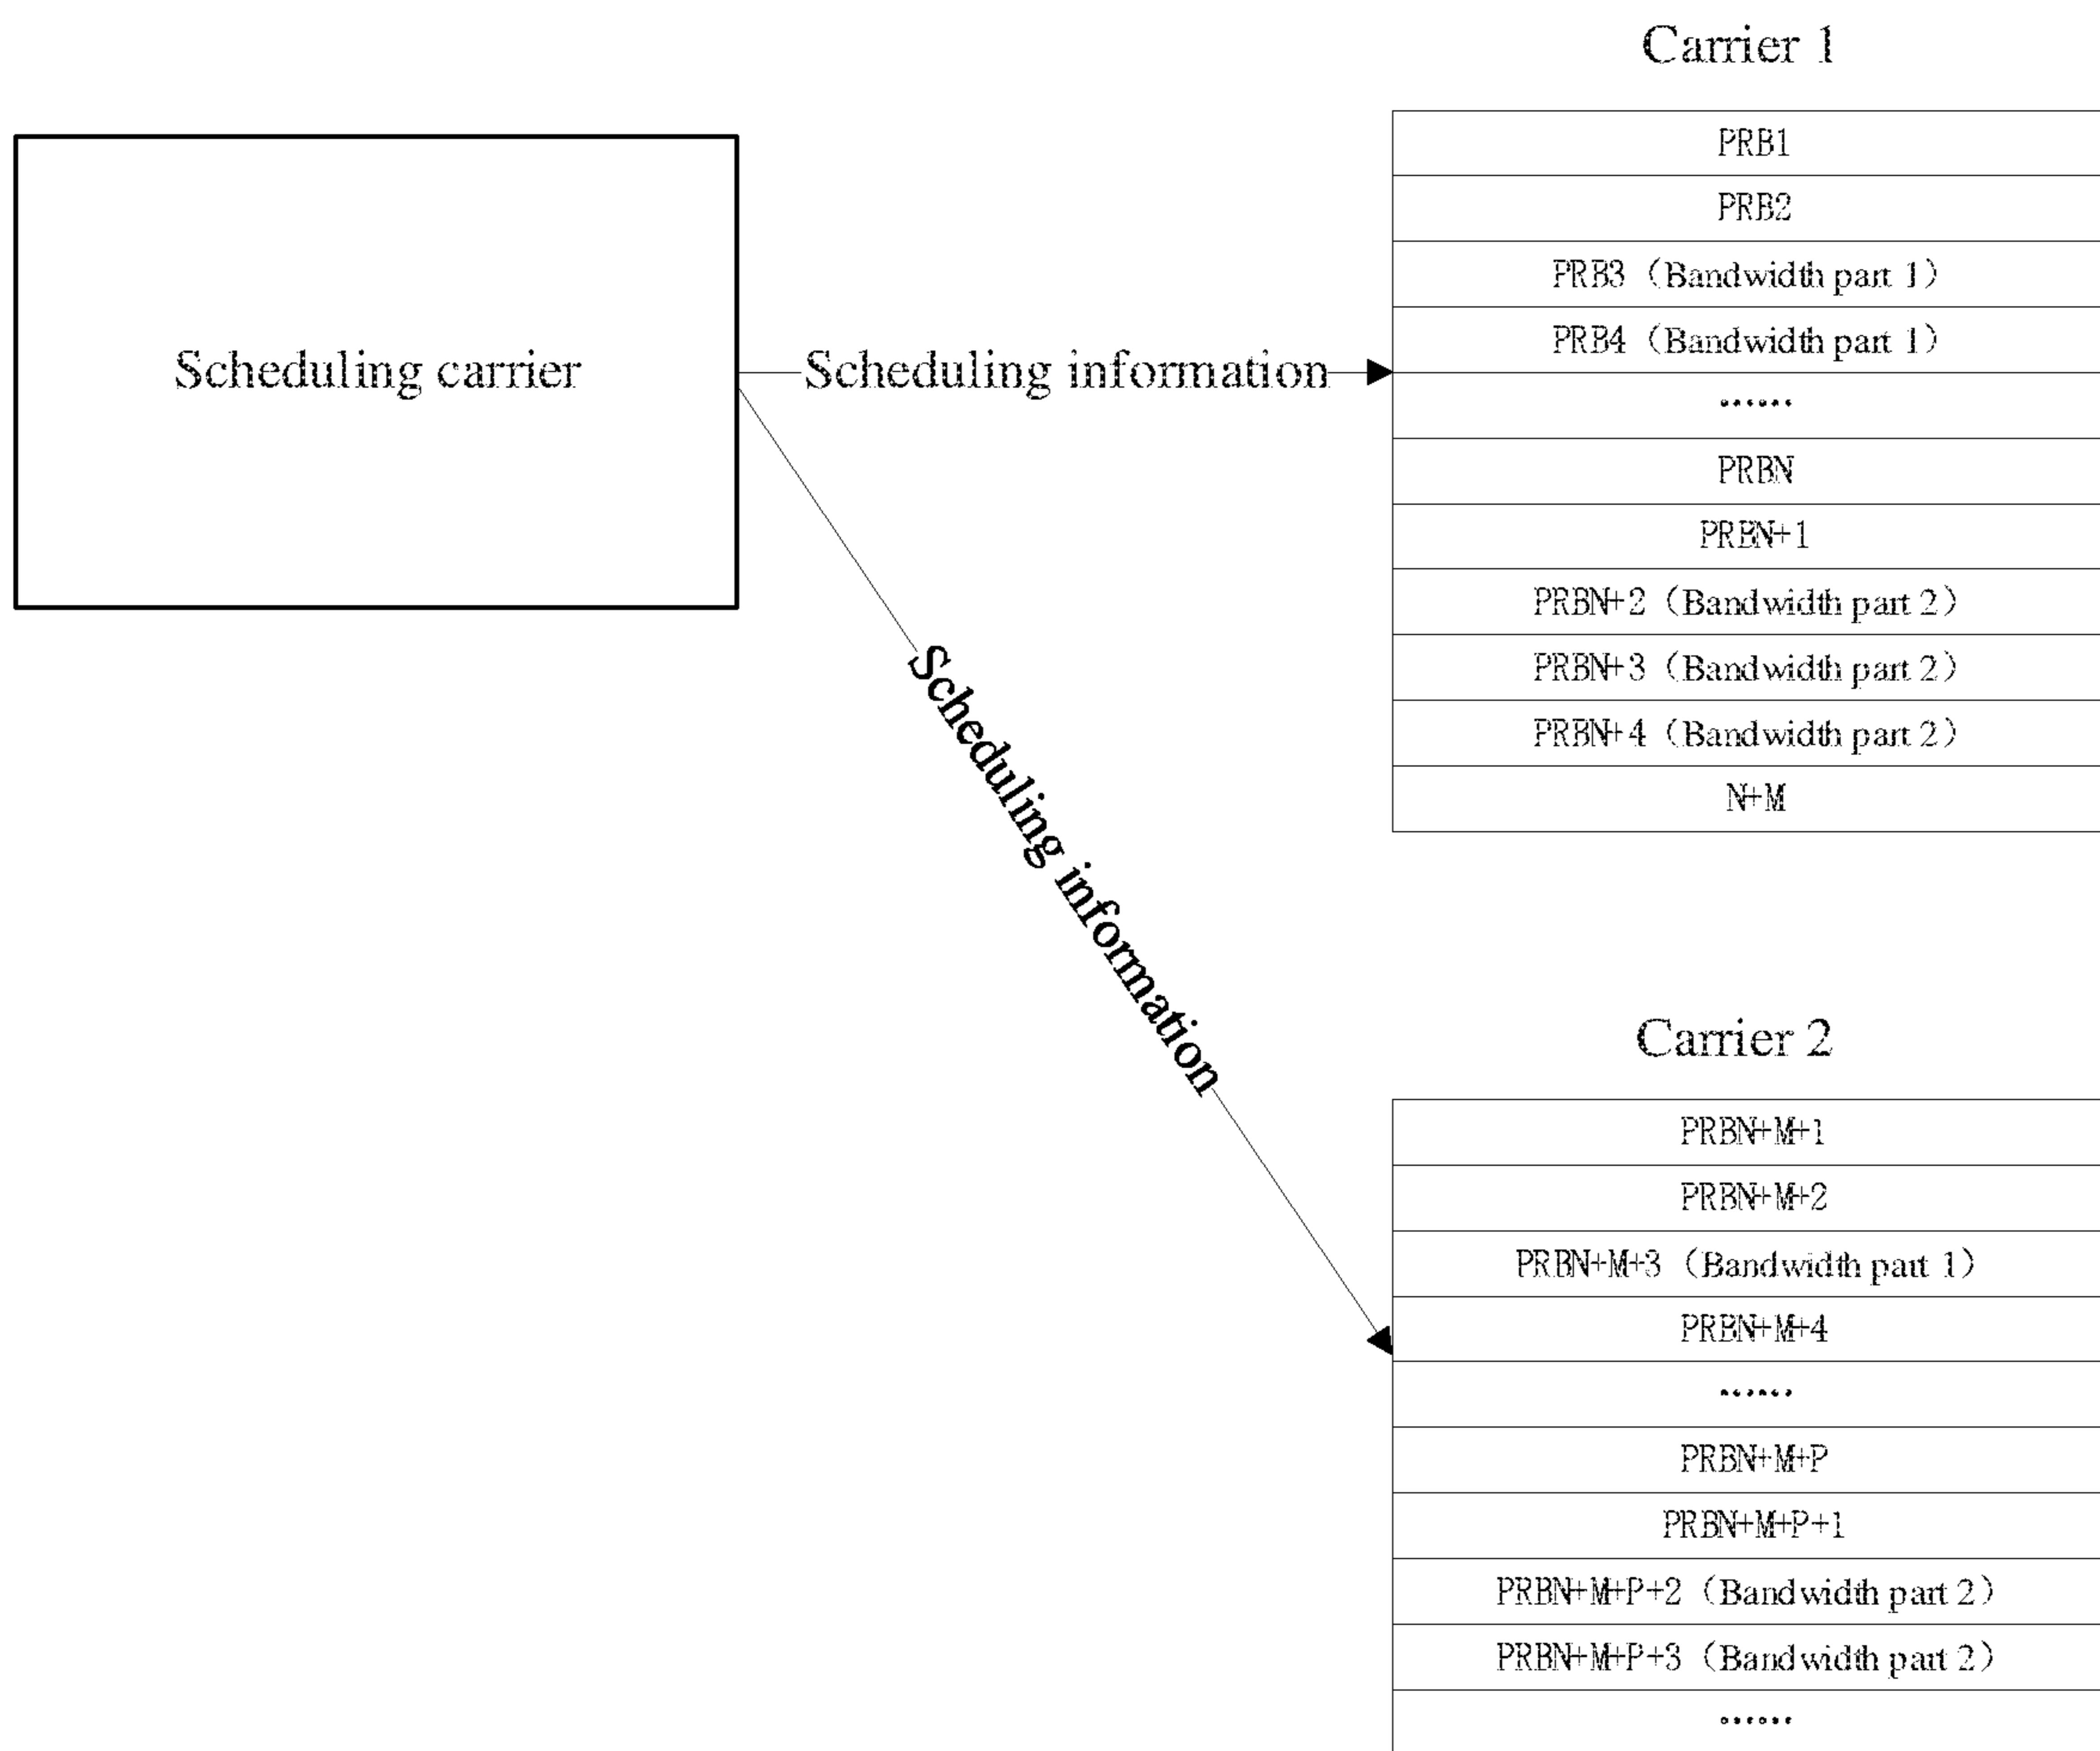 Carrier 1
PRB1
PRB2
PRB3 （Bandwidth part 1）
PRB4 （Bandwidth part 1）
Scheduling carrier
Scheduling information
······
PRBN
PRBN+1
PRBN+2 （Bandwidth part 2）
PRBN+3 （Bandwidth part 2）
PRBN+4 （Bandwidth part 2）
N+M
Scheduling information
Carrier 2
PRBN+M+1
PRBN+M+2
PRBN+M+3 （Bandwidth part 1）
PRBN+M+4
······
PRBN+M+P
PRBN+M+P+1
PRBN+M+P+2 （Bandwidth part 2）
PRBN+M+P+3 （Bandwidth part 2）
······